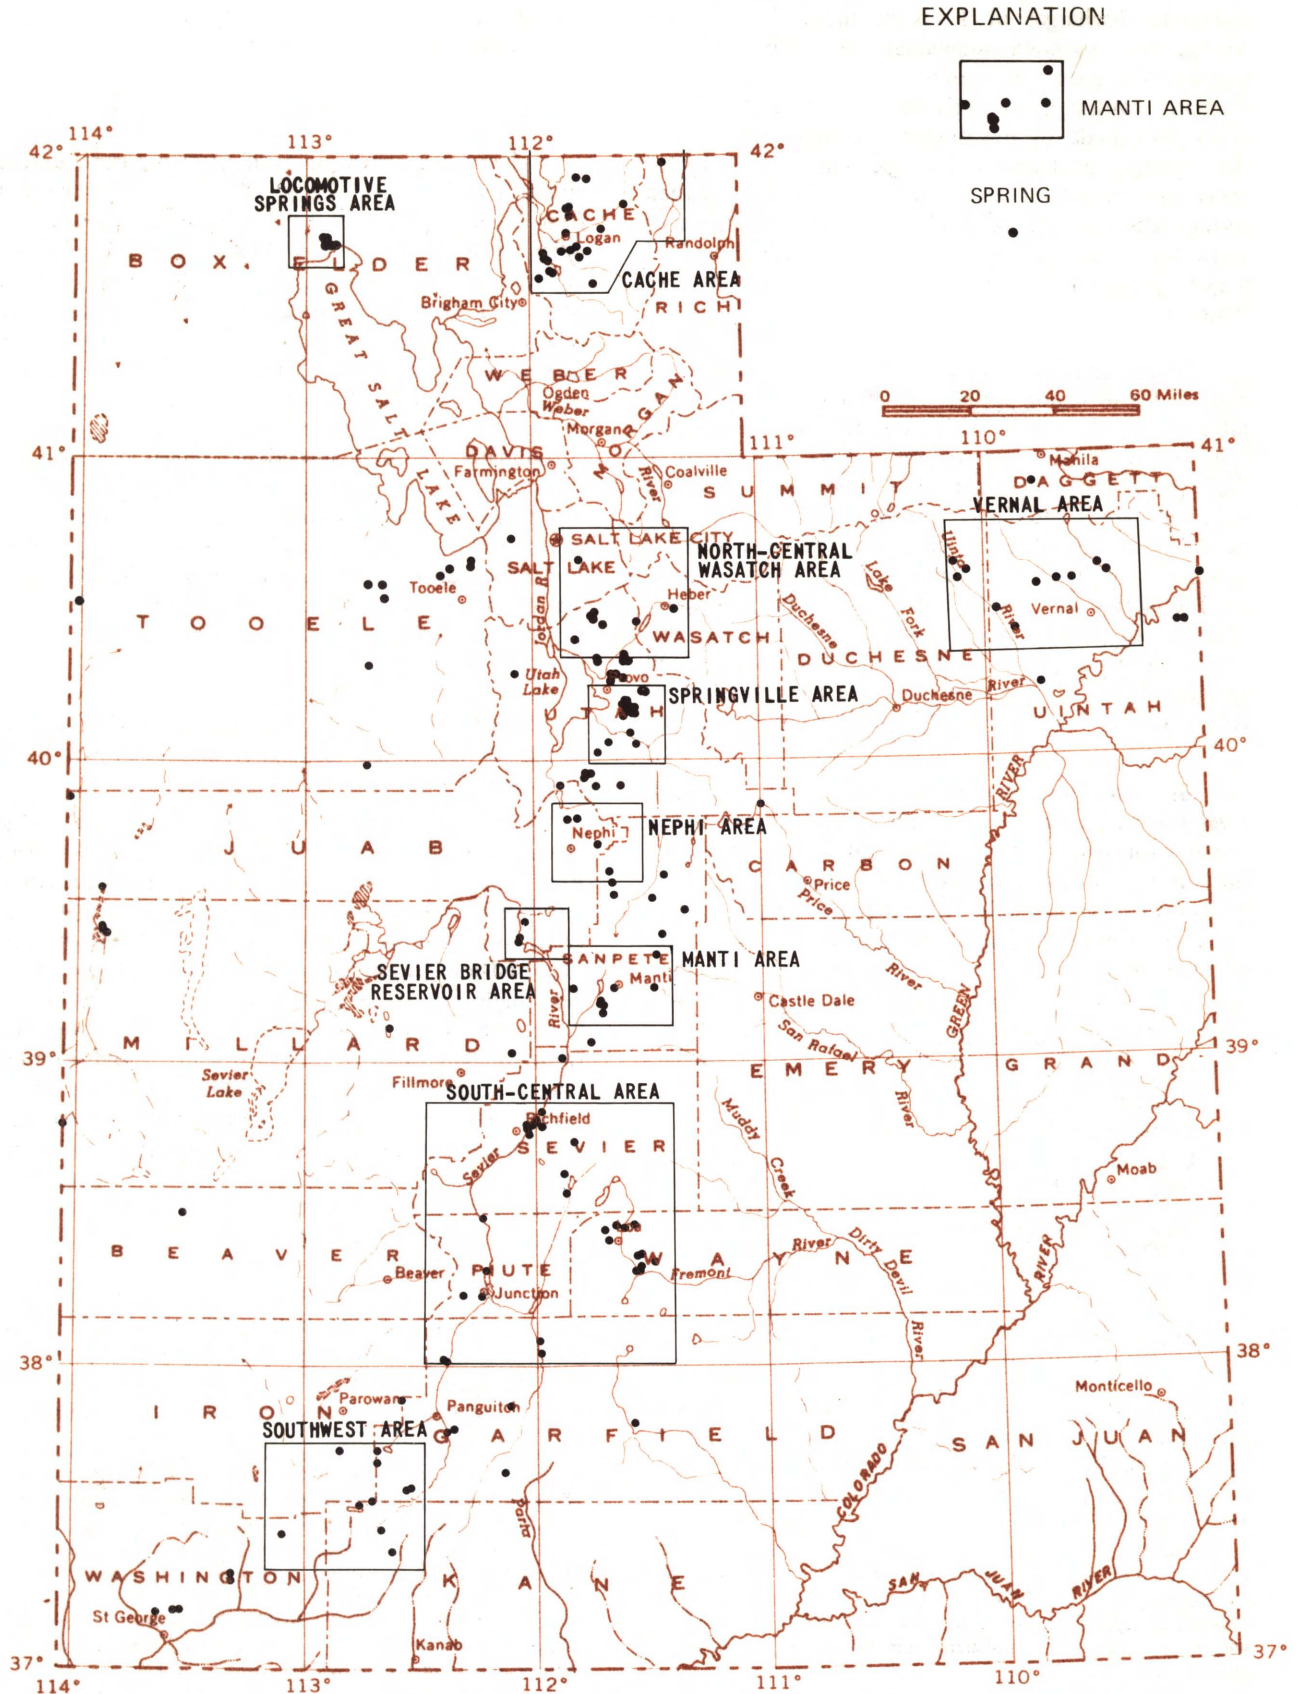 EXPLANATION
MANTI AREA
SPRING
114°
113°
112°
42°
42°
LOCOMOTIVE
SPRINGS AREA
CACHE
Logan
Randolph
BOX ELDER
CACHE AREA
Brigham City
RICH
GREAT SALT LAKE
WEBER
Ogden
Weber
River
MORGAN
Morgan
0 20 40 60 Miles
41°
111°
110°
41°
DAVIS
Farmington
Coalville
Manila
SUMMIT
DAGGETT
VERNAL AREA
SALT LAKE CITY
NORTH-CENTRAL
WASATCH AREA
SALT LAKE
Uinta
River
Lake
Fork
Tooele
Heber
Jordan R
Duchesne
River
Vernal
TOOELE
WASATCH
DUCHESNE
Utah
Lake
SPRINGVILLE AREA
Duchesne
UTAH
UINTAH
40°
40°
GREEN
RIVER
JUAB
Nephi
NEPHI AREA
CARBON
Price
Price
River
SANPETE
MANTI AREA
SEVIER BRIDGE
RESERVOIR AREA
Manti
River
Castle Dale
San Rafael
River
MILLARD
39°
39°
EMERY
GRAND
Sevier
Lake
Fillmore
SOUTH-CENTRAL AREA
Richfield
Muddy
Creek
SEVIER
Sevier
Moab
BEAVER
Beaver
PIUTE
Junction
WAYNE
Fremont
River
Dirty
Devil
River
RIVER
38°
38°
Parowan
Panguitch
Monticello
IRON
SOUTHWEST AREA
GARFIELD
SAN JUAN
COLORADO
Paria
WASHINGTON
KANE
SAN
JUAN
RIVER
St George
Kanab
37°
37°
114°
113°
112°
111°
110°